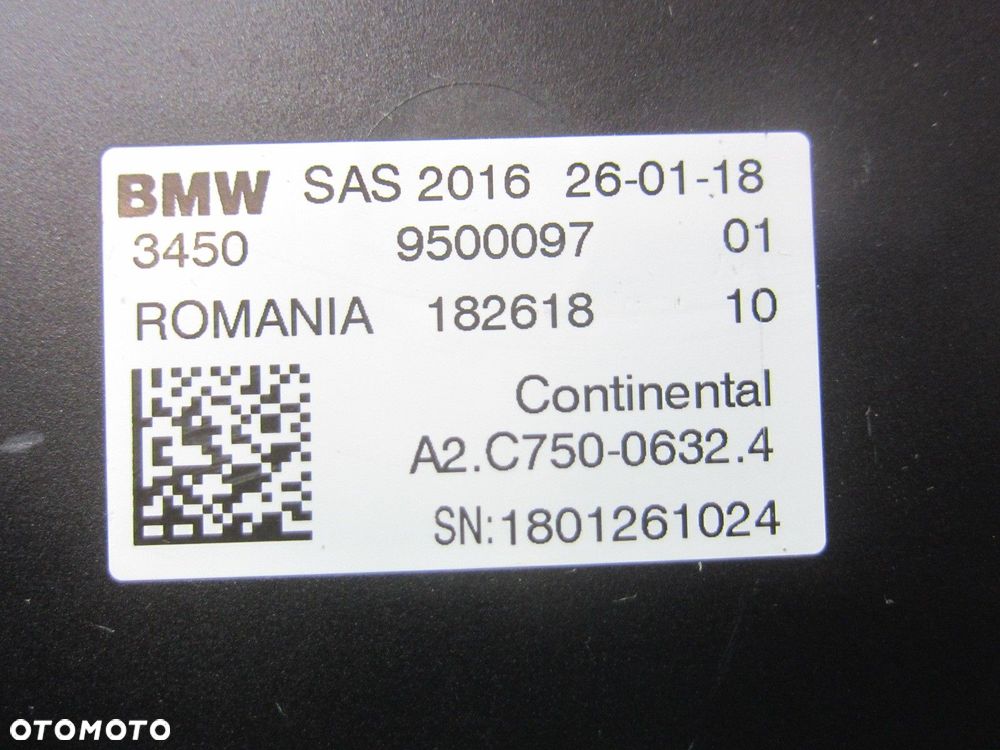 BMW SAS 2016 26-01-18
3450 9500097 01
ROMANIA 182618 10
Continental
A2.C750-0632.4
SN:1801261024
OTOMOTO